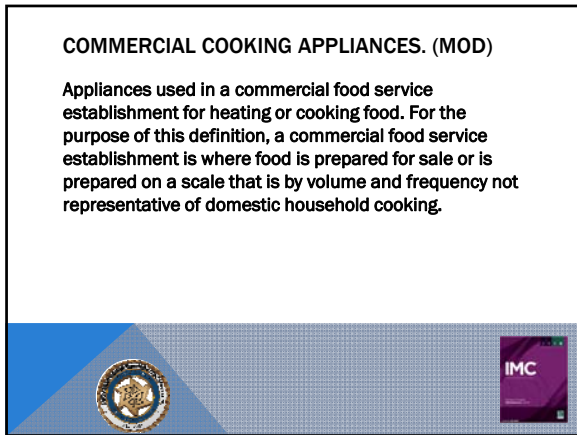 COMMERCIAL COOKING APPLIANCES. (MOD)
Appliances used in a commercial food service
establishment for heating or cooking food. For the
purpose of this definition, a commercial food service
establishment is where food is prepared for sale or is
prepared on a scale that is by volume and frequency not
representative of domestic household cooking.
IMC